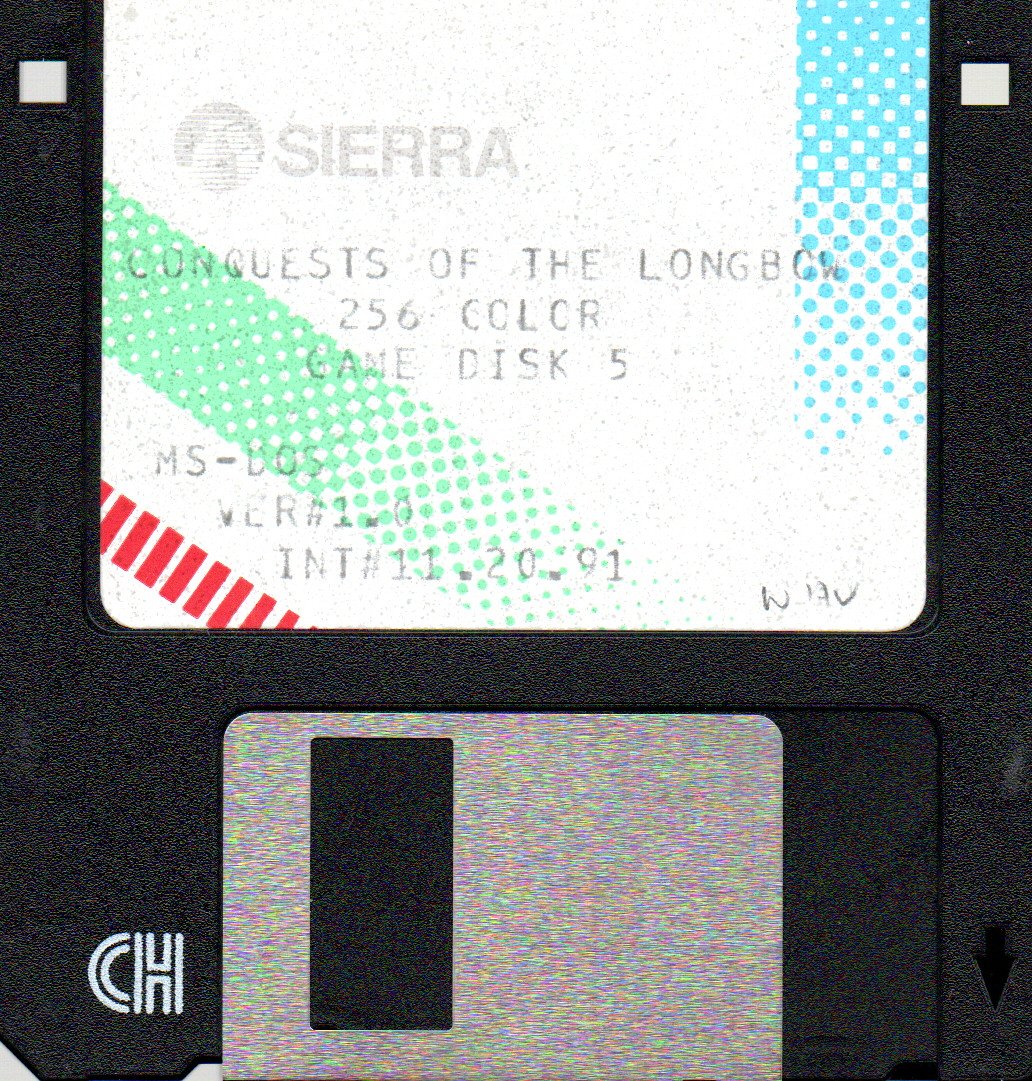 SIERRA
CONQUESTS OF THE LONGBOW
256 COLOR
GAME DISK 5
MS-DOS
VER#1.0
INT#11.20.91
CH